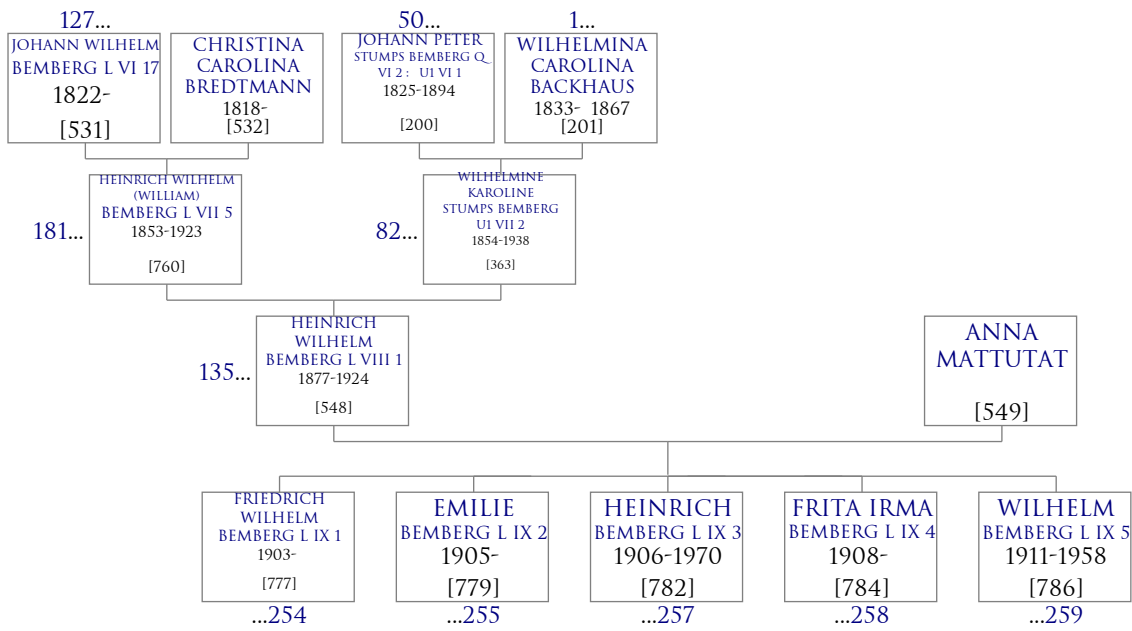 127...
JOHANN WILHELM
BEMBERG L VI 17
1822-
[531]
CHRISTINA
CAROLINA
BREDTMANN
1818-
[532]
50...
JOHANN PETER
STUMPS BEMBERG Q
VI 2 : U1 VI 1
1825-1894
[200]
1...
WILHELMINA
CAROLINA
BACKHAUS
1833- 1867
[201]
181...
HEINRICH WILHELM
(WILLIAM)
BEMBERG L VII 5
1853-1923
[760]
82...
WILHELMINE
KAROLINE
STUMPS BEMBERG
U1 VII 2
1854-1938
[363]
135...
HEINRICH
WILHELM
BEMBERG L VIII 1
1877-1924
[548]
ANNA
MATTUTAT
[549]
FRIEDRICH
WILHELM
BEMBERG L IX 1
1903-
[777]
...254
EMILIE
BEMBERG L IX 2
1905-
[779]
...255
HEINRICH
BEMBERG L IX 3
1906-1970
[782]
...257
FRITA IRMA
BEMBERG L IX 4
1908-
[784]
...258
WILHELM
BEMBERG L IX 5
1911-1958
[786]
...259